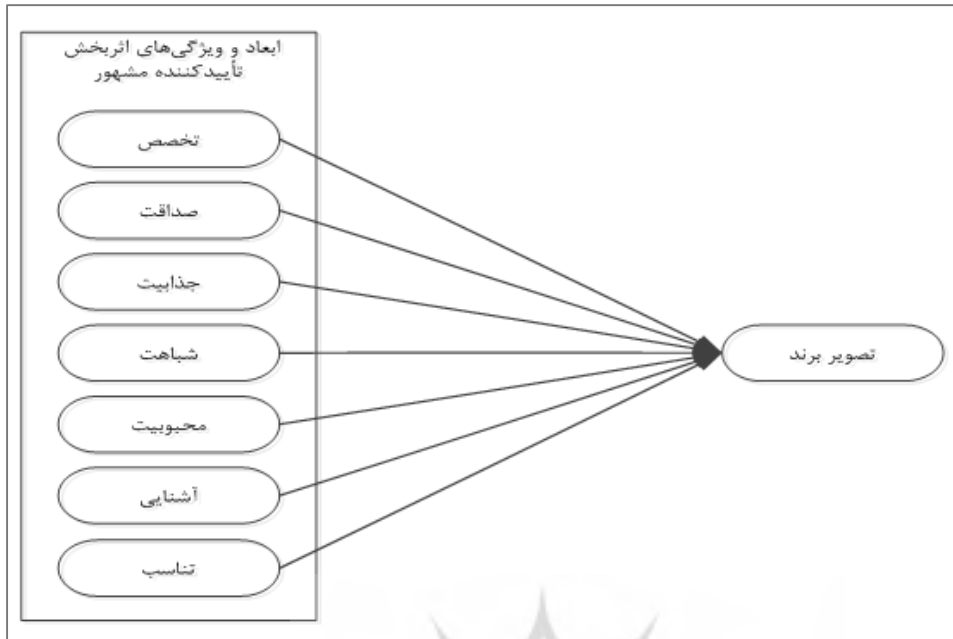 ابعاد و ویژگی‌های اثربخش
تأییدکننده مشهور
تخصص
صداقت
جذابیت
شباهت
محبوبیت
آشنایی
تناسب
تصویر برند